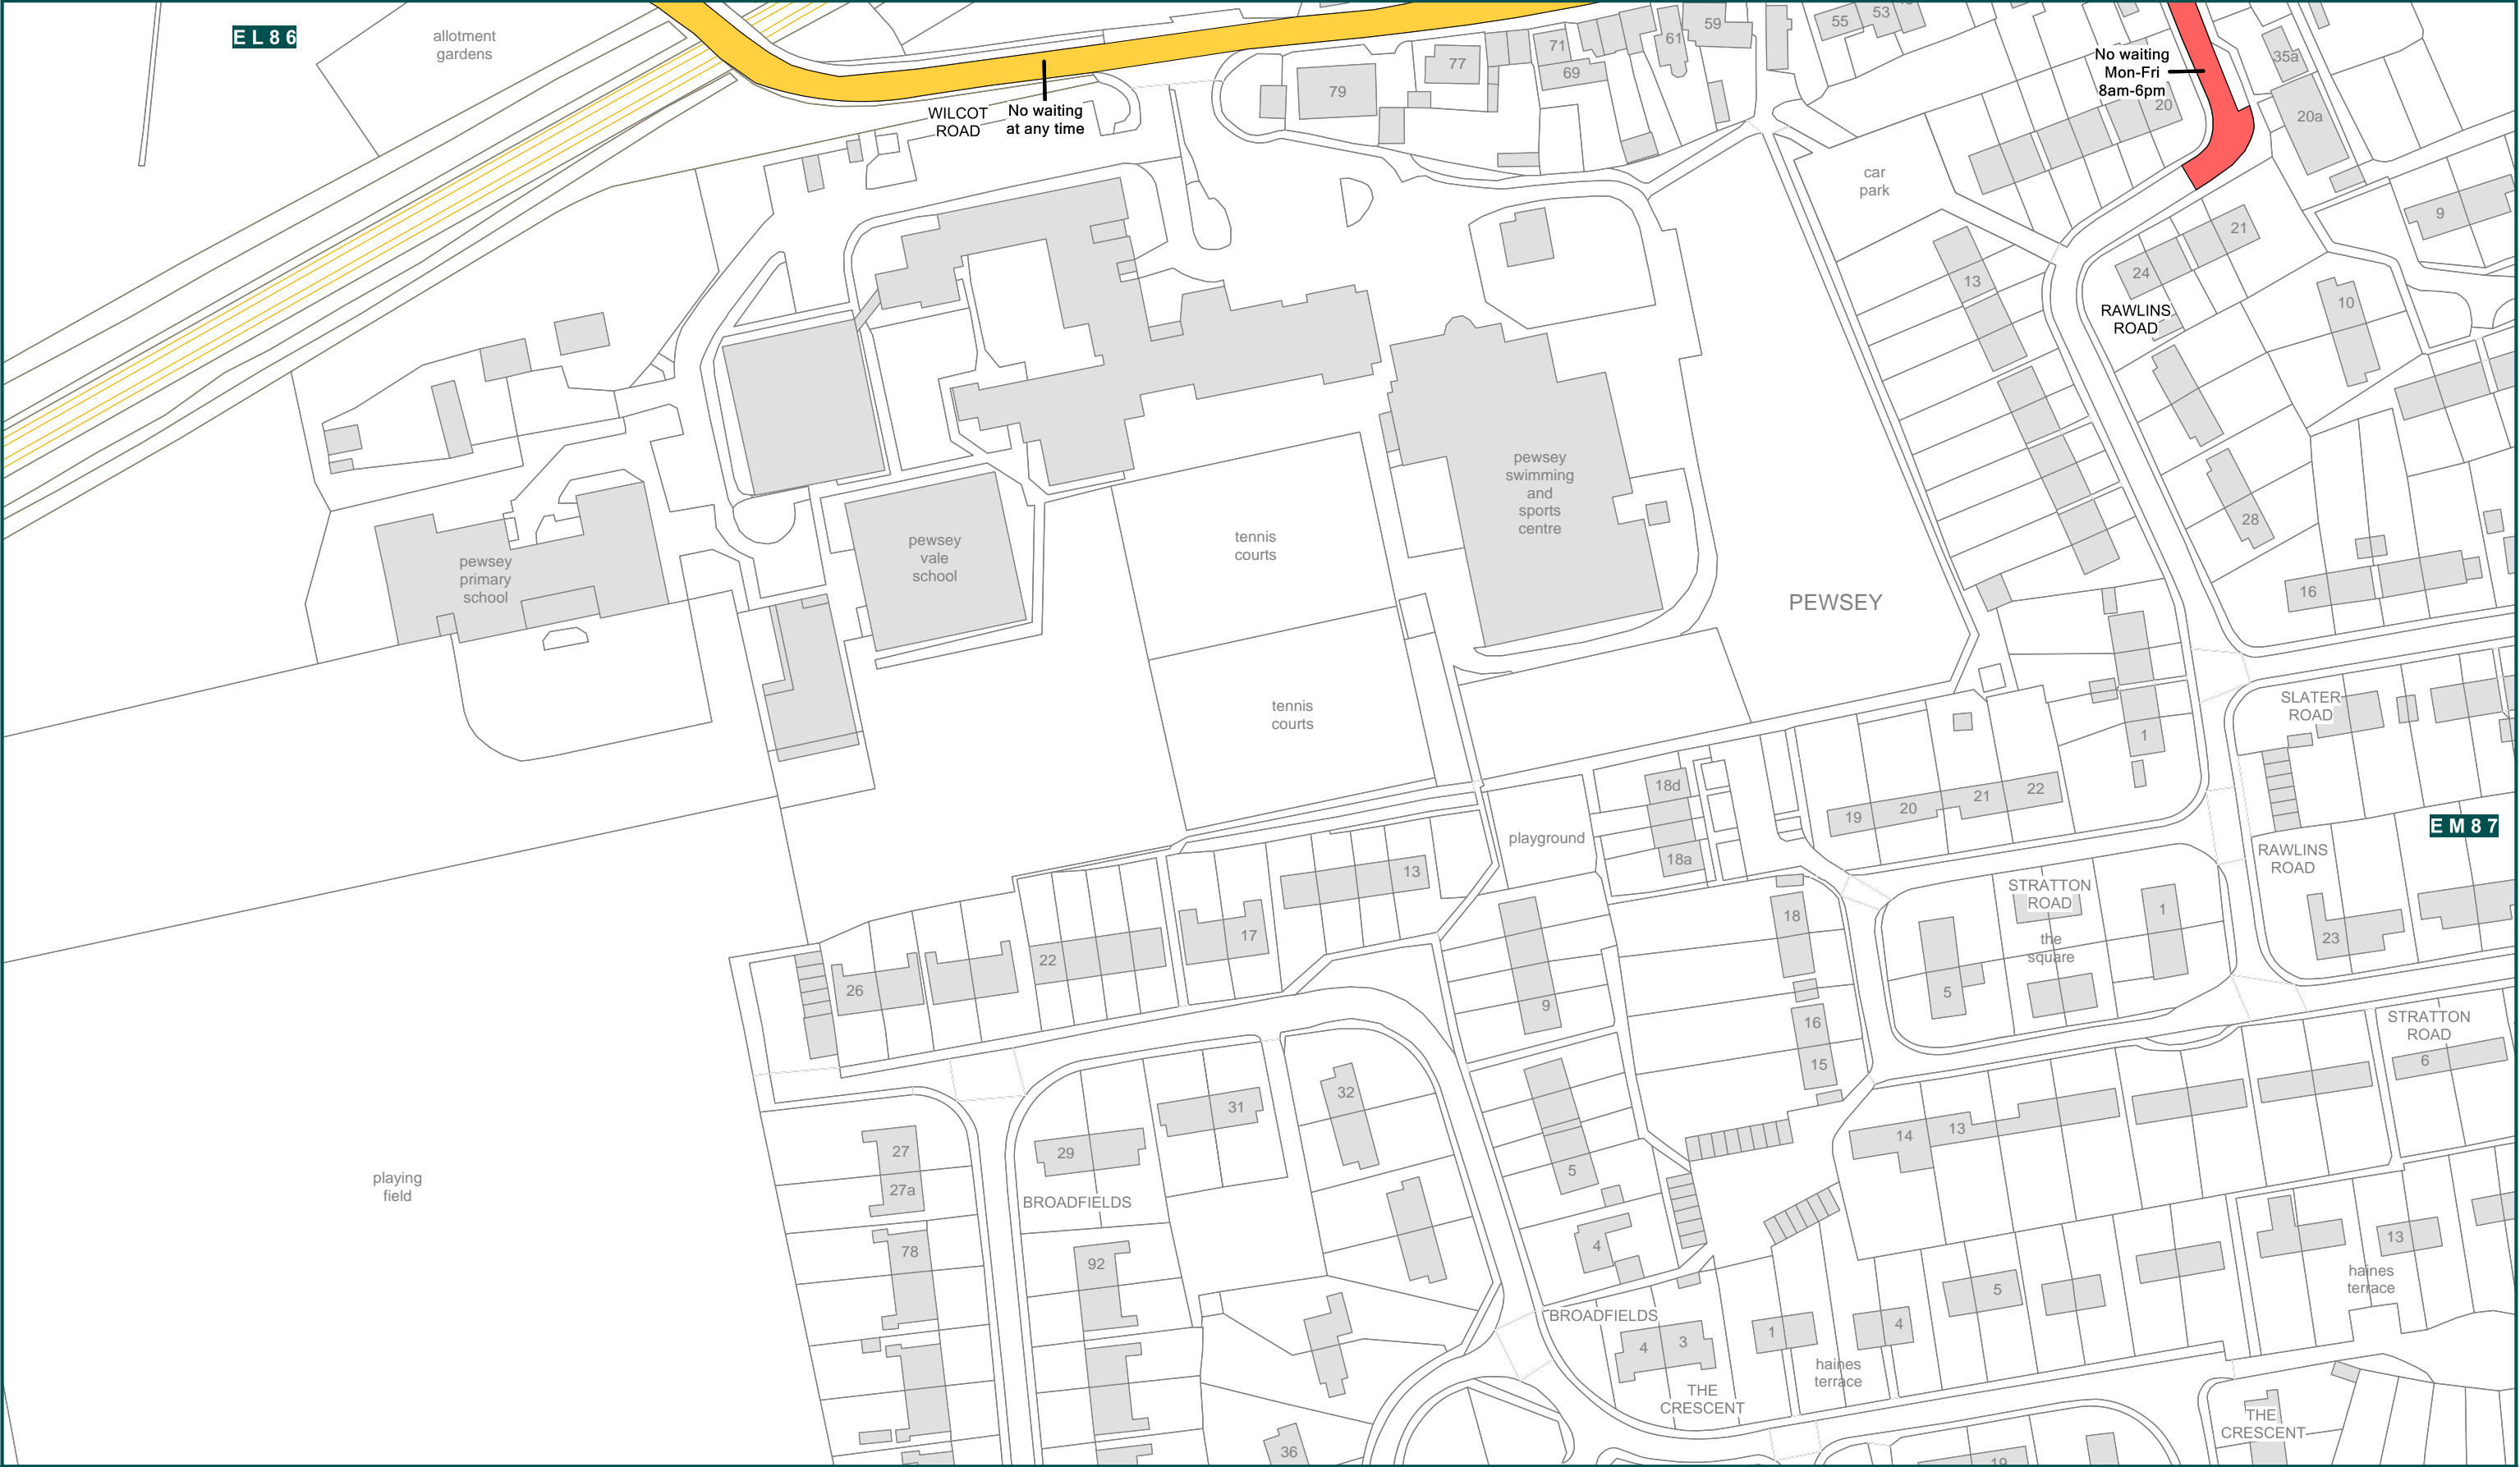 EL86
allotment
gardens
WILCOT
ROAD
No waiting
at any time
79
77
71
69
61
59
55
53
No waiting
Mon-Fri
8am-6pm
20
35a
20a
car
park
9
21
24
13
RAWLINS
ROAD
10
pewsey
swimming
and
sports
centre
tennis
courts
pewsey
vale
school
pewsey
primary
school
28
16
PEWSEY
tennis
courts
SLATER
ROAD
1
18d
22
21
20
19
playground
18a
EM87
RAWLINS
ROAD
13
STRATTON
ROAD
1
18
17
23
the
square
22
26
5
9
16
STRATTON
ROAD
15
6
32
31
14
13
27
29
5
27a
playing
field
BROADFIELDS
78
92
4
13
haines
terrace
5
BROADFIELDS
1
4
4
3
haines
terrace
THE
CRESCENT
THE
CRESCENT
36
19